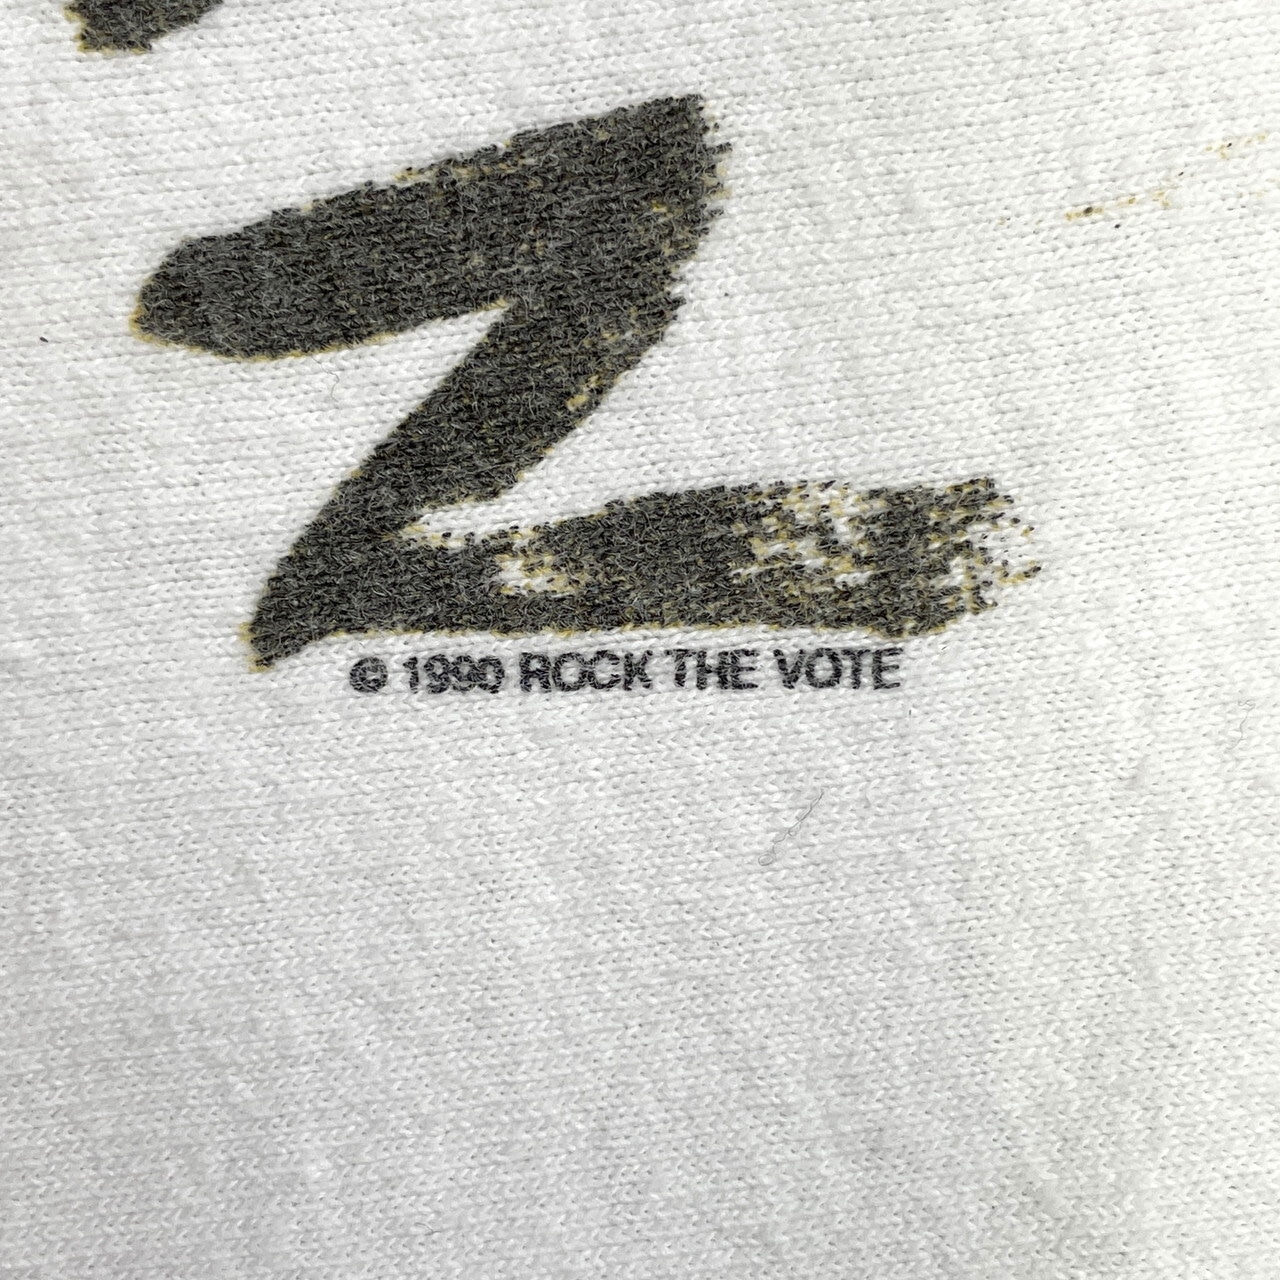 Z
© 1990 ROCK THE VOTE